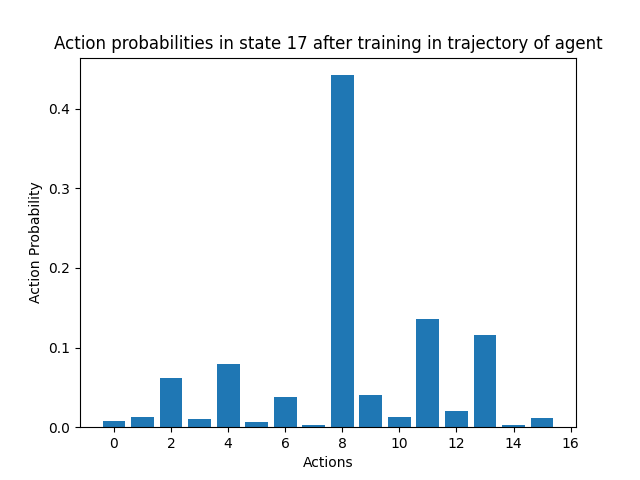 Action probabilities in state 17 after training in trajectory of agent
0.4
0.3
0.2
0.1
0.0
Action Probability
0 2 4 6 8 10 12 14 16
Actions